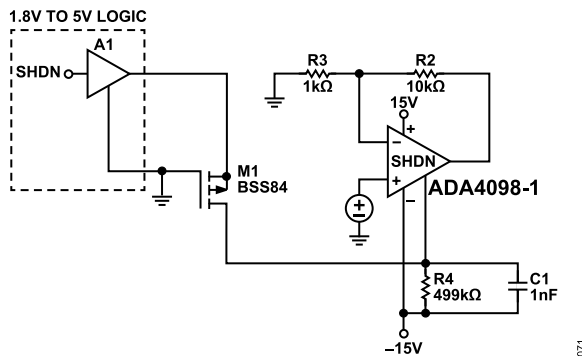 1.8V TO 5V LOGIC
A1
SHDN
R3
1kΩ
R2
10kΩ
15V
+
−
SHDN
+
−
ADA4098-1
M1
BSS84
+
−
R4
499kΩ
C1
1nF
−15V
071